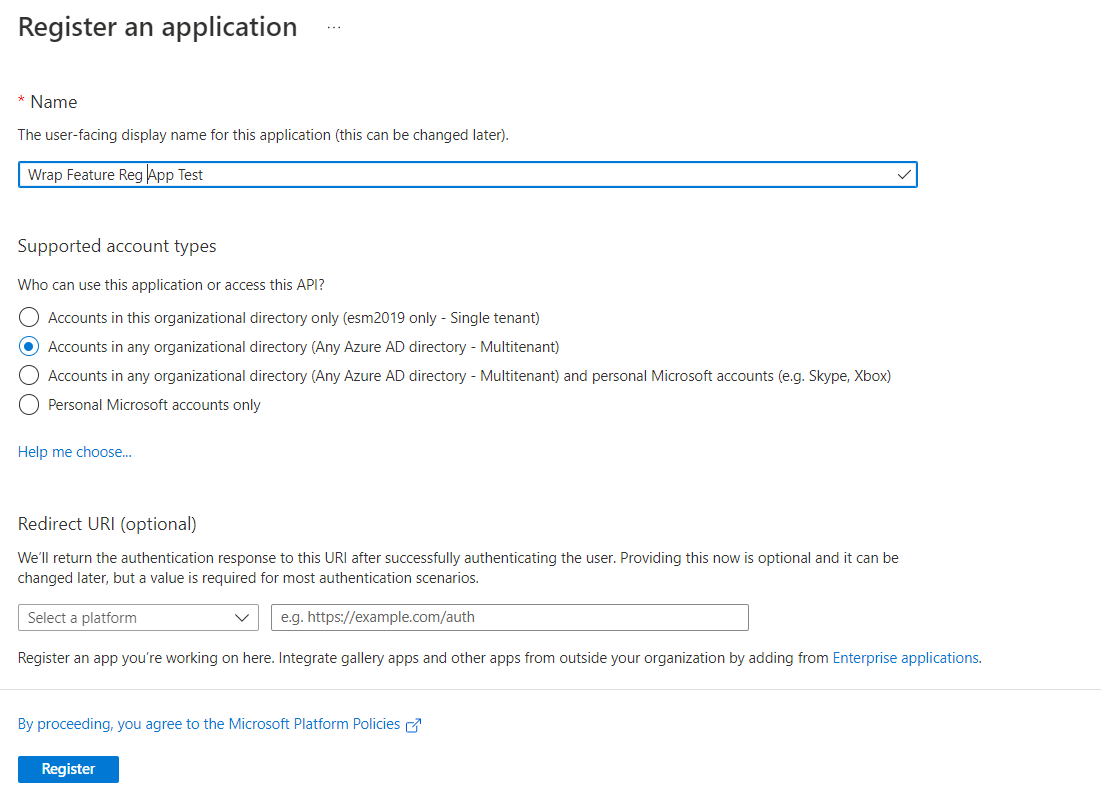 Register an application ...
* Name
The user-facing display name for this application (this can be changed later).
Wrap Feature Reg App Test
Supported account types
Who can use this application or access this API?
Accounts in this organizational directory only (esm2019 only - Single tenant)
Accounts in any organizational directory (Any Azure AD directory - Multitenant)
Accounts in any organizational directory (Any Azure AD directory - Multitenant) and personal Microsoft accounts (e.g. Skype, Xbox)
Personal Microsoft accounts only
Help me choose...
Redirect URI (optional)
We'll return the authentication response to this URI after successfully authenticating the user. Providing this now is optional and it can be
changed later, but a value is required for most authentication scenarios.
Select a platform e.g. https://example.com/auth
Register an app you're working on here. Integrate gallery apps and other apps from outside your organization by adding from Enterprise applications.
By proceeding, you agree to the Microsoft Platform Policies
Register